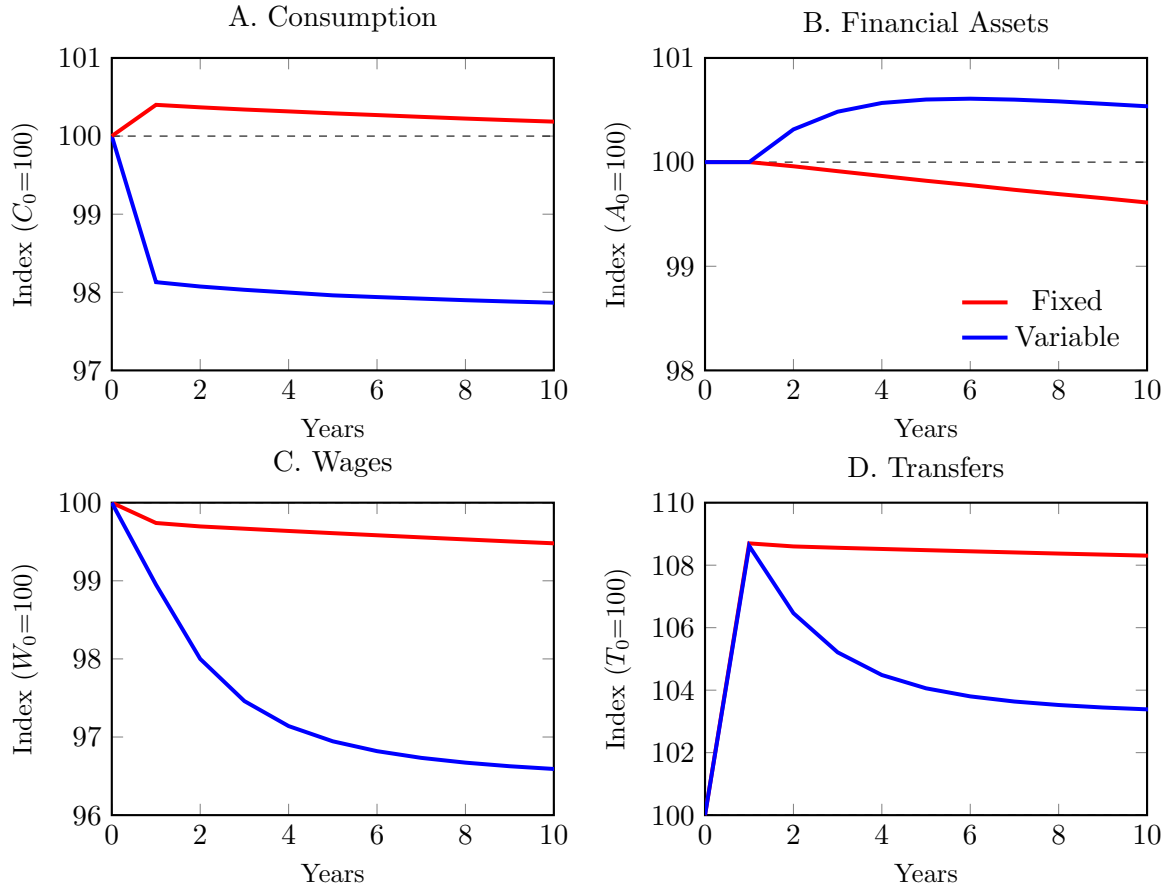 A. Consumption
101
100
99
98
97
0 2 4 6 8 10
Years
Index (C₀=100)
B. Financial Assets
101
100
99
98
0 2 4 6 8 10
Years
Index (A₀=100)
Fixed
Variable
C. Wages
100
99
98
97
96
0 2 4 6 8 10
Years
Index (W₀=100)
D. Transfers
110
108
106
104
102
100
0 2 4 6 8 10
Years
Index (T₀=100)